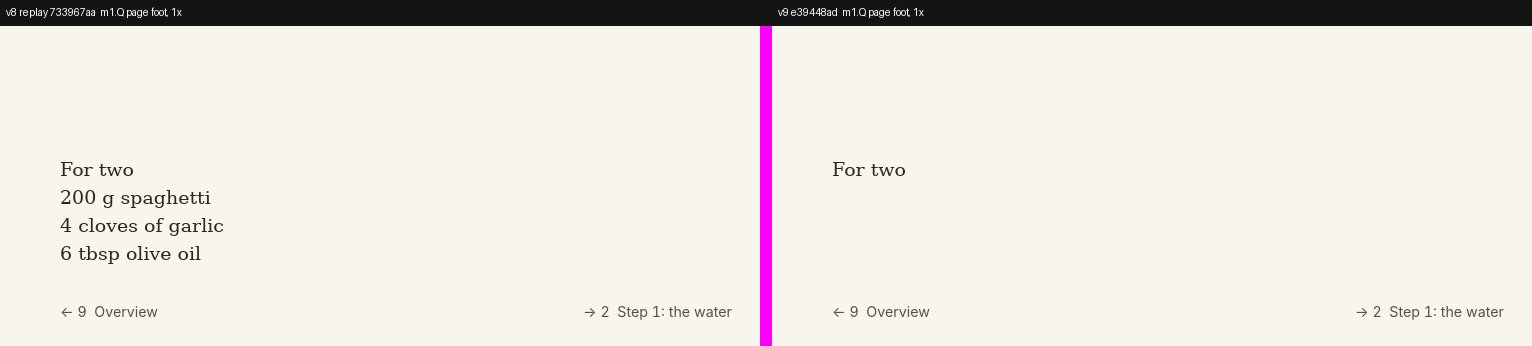 v8 replay 733967aa m1.Q page foot, 1x
For two
200 g spaghetti
4 cloves of garlic
6 tbsp olive oil
← 9 Overview
→ 2 Step 1: the water
v9 e39448ad m1.Q page foot, 1x
For two
← 9 Overview
→ 2 Step 1: the water